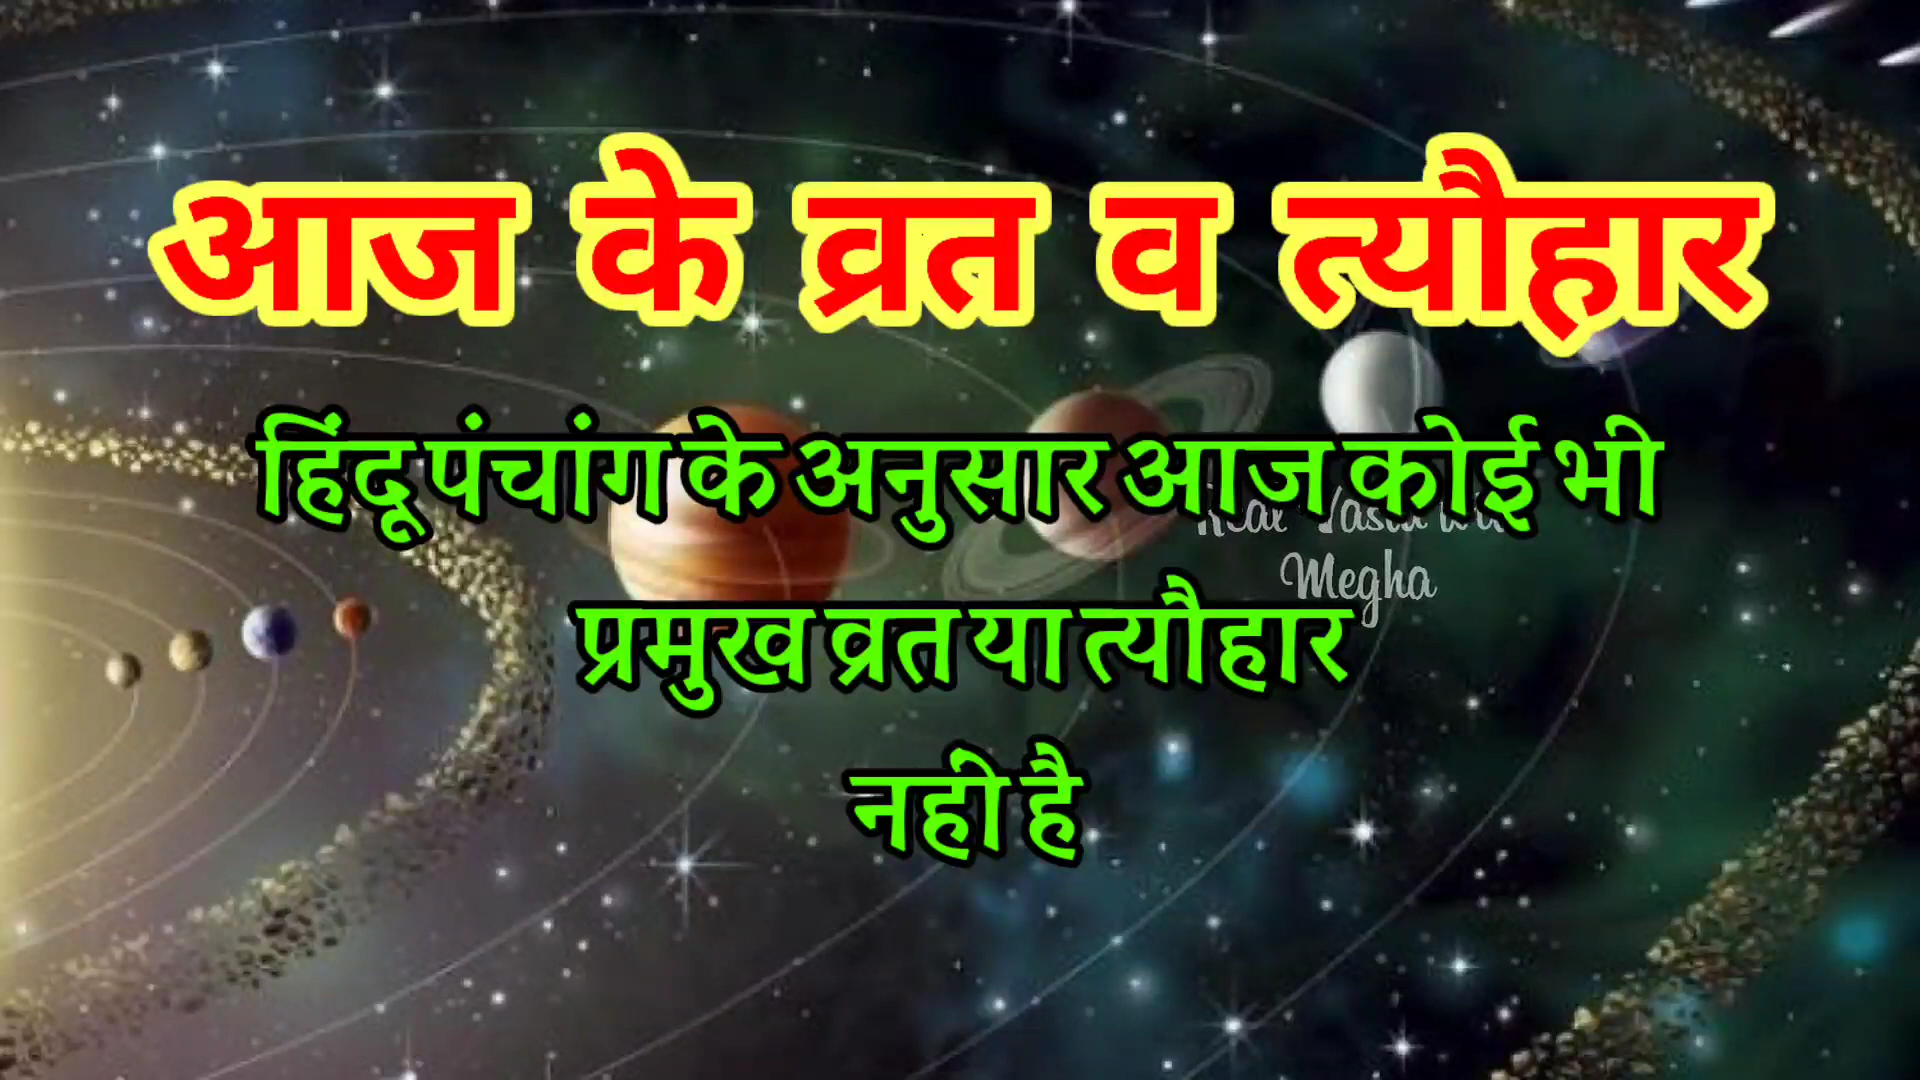 आज के व्रत व त्यौहार
हिंदू पंचांग के अनुसार आज कोई भी
Megha
प्रमुख व्रत या त्यौहार
नहीं है